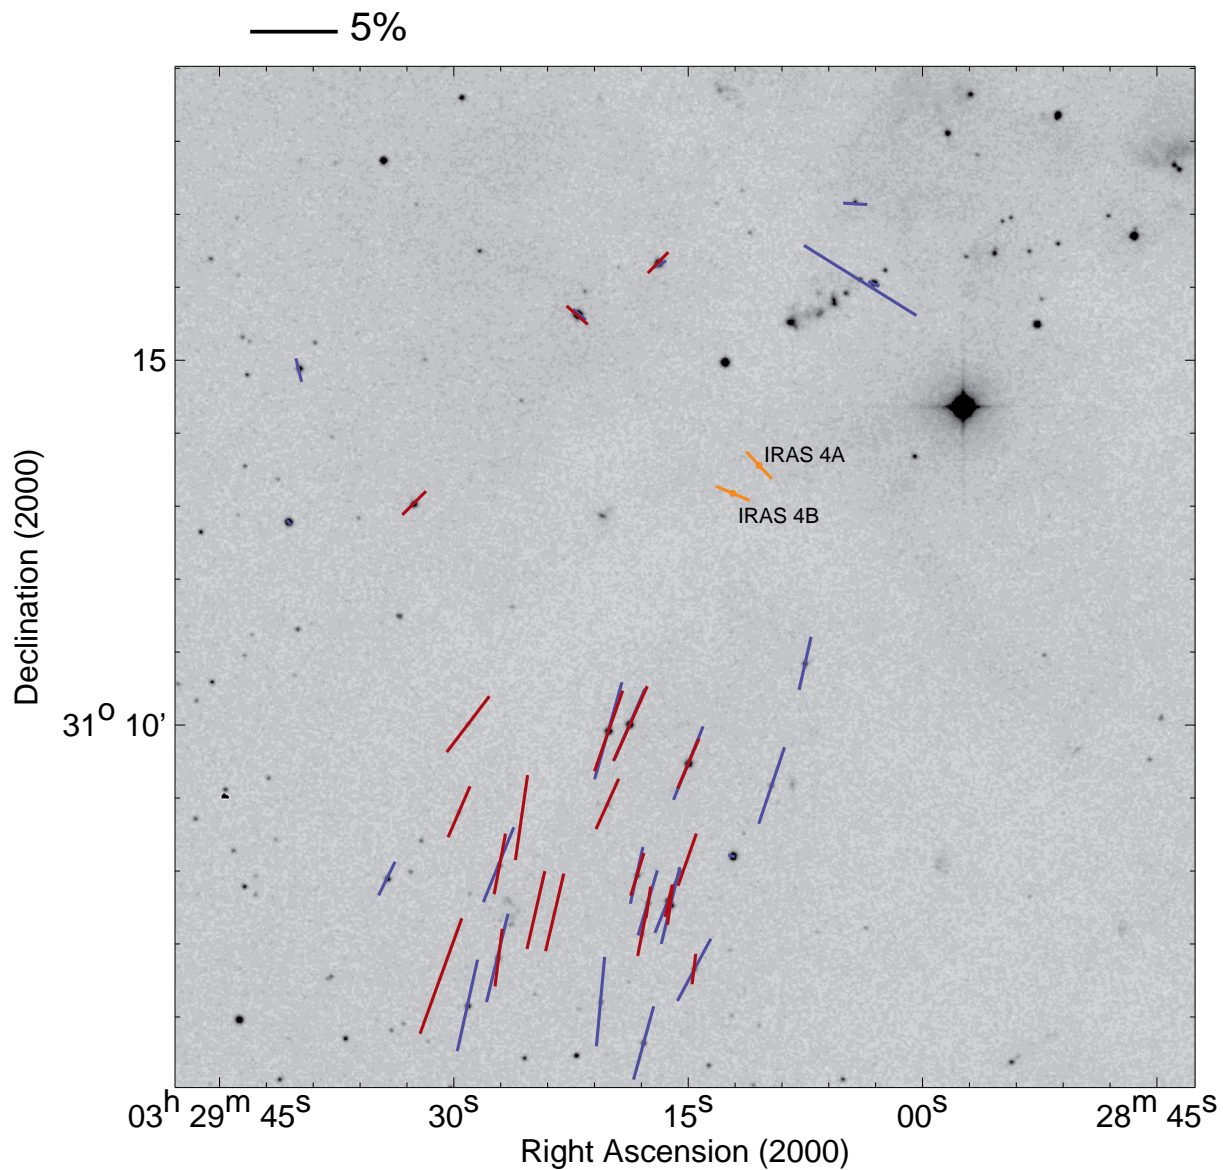 5%
15
IRAS 4A
IRAS 4B
Declination (2000)
31o 10'
03h 29m 45s 30s 15s 00s 28m 45s
Right Ascension (2000)